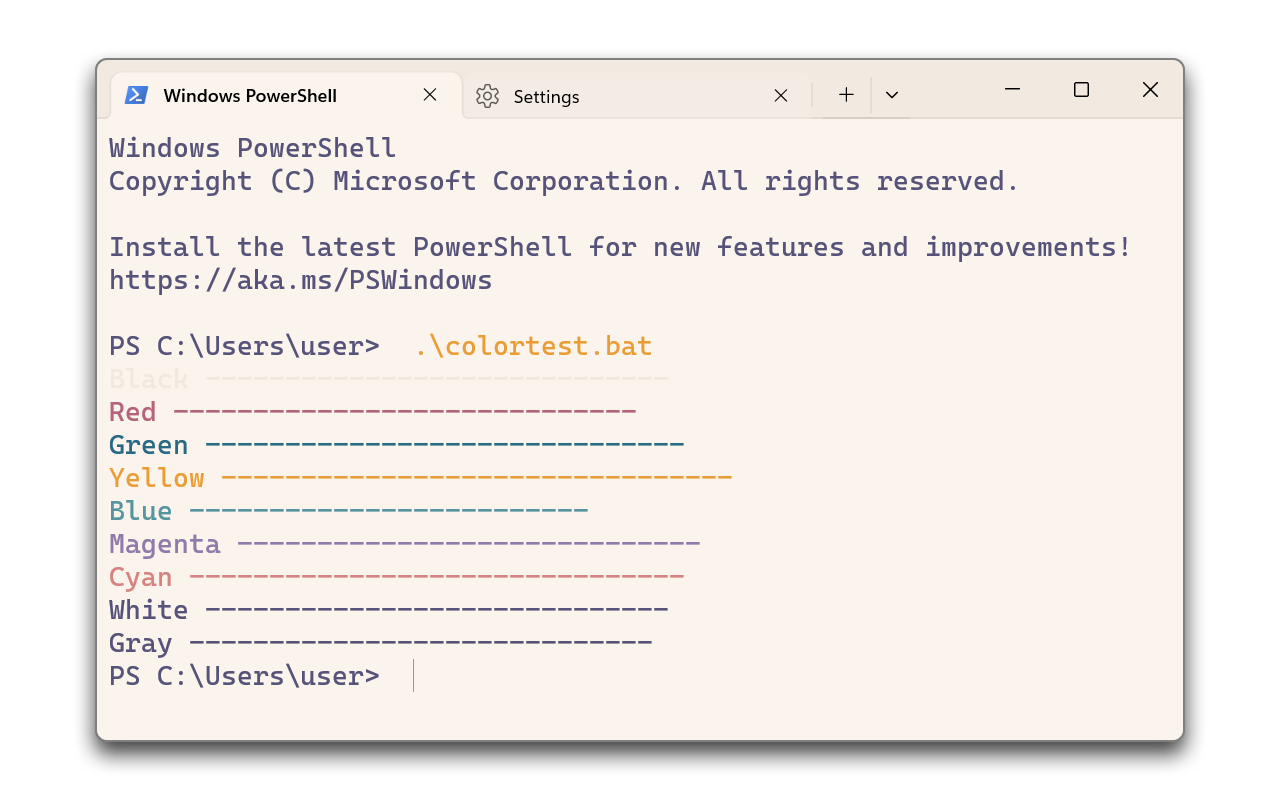 Windows PowerShell
Settings
Windows PowerShell
Copyright (C) Microsoft Corporation. All rights reserved.
Install the latest PowerShell for new features and improvements!
https://aka.ms/PSWindows
PS C:\Users\user>  .\colortest.bat
Black -----------------------------
Red -----------------------------
Green ------------------------------
Yellow --------------------------------
Blue -------------------------
Magenta -----------------------------
Cyan -------------------------------
White -----------------------------
Gray -----------------------------
PS C:\Users\user>